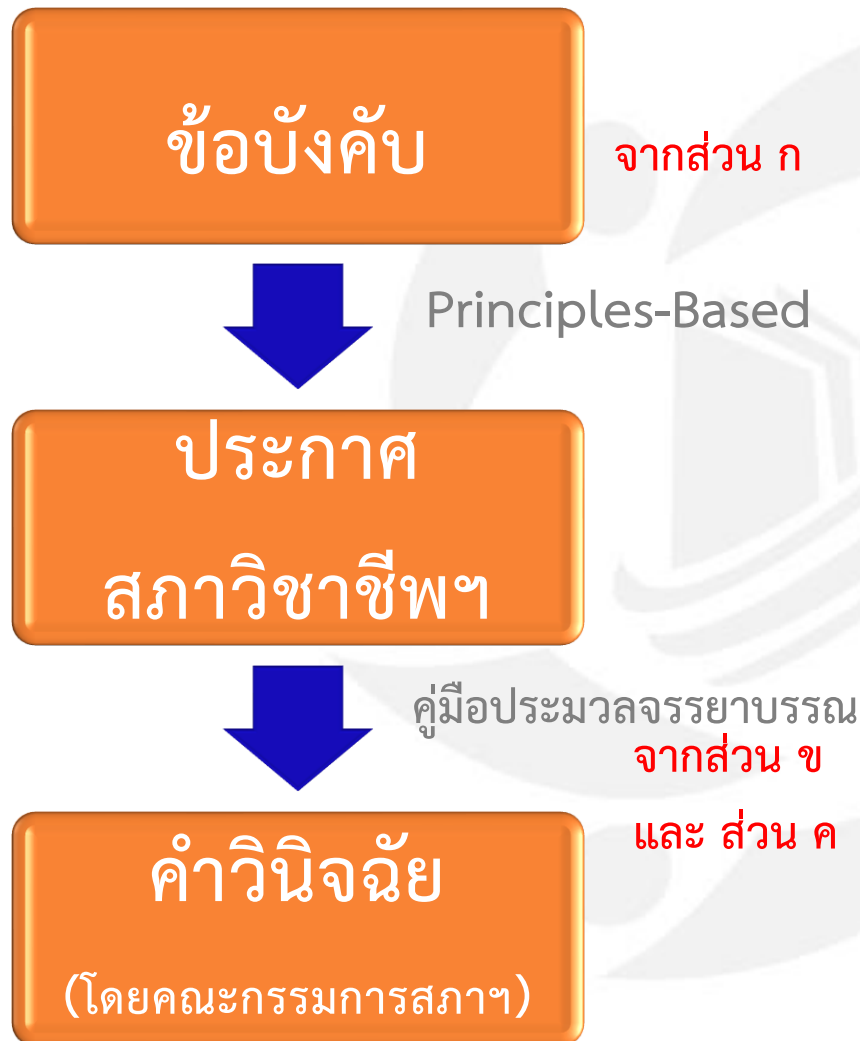 ข้อบังคับ
จากส่วน ก
Principles-Based
ประกาศ
สภาวิชาชีพฯ
คู่มือประมวลจรรยาบรรณ
จากส่วน ข
และ ส่วน ค
คำวินิจฉัย
(โดยคณะกรรมการสภาฯ)